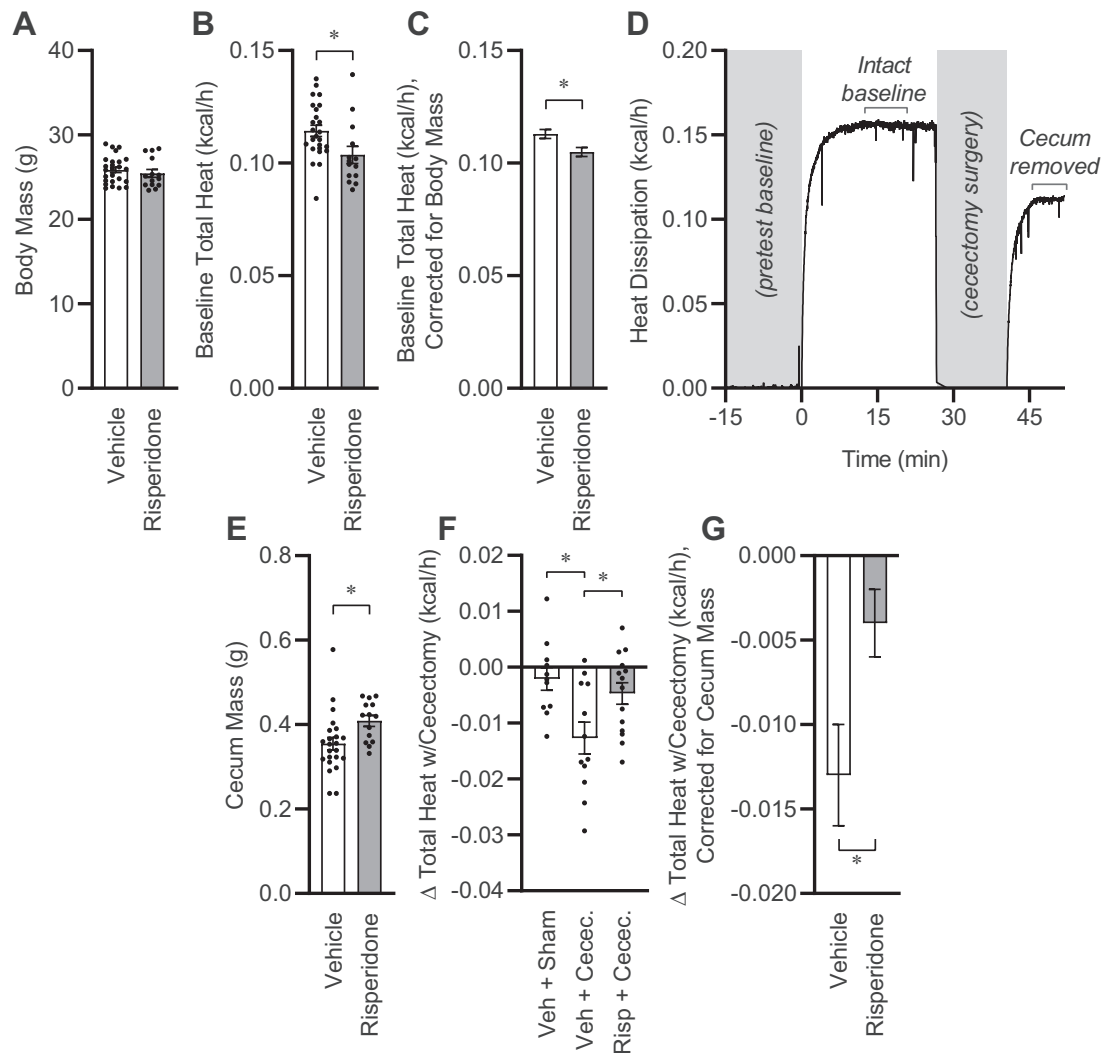 A
Body Mass (g)
40
30
20
10
0
Vehicle
Risperidone
B
Baseline Total Heat (kcal/h)
0.15
0.10
0.05
0.00
*
Vehicle
Risperidone
C
Baseline Total Heat (kcal/h),
Corrected for Body Mass
0.15
0.10
0.05
0.00
*
Vehicle
Risperidone
D
Heat Dissipation (kcal/h)
0.20
0.15
0.10
0.05
0.00
(pretest baseline)
Intact
baseline
(cecectomy surgery)
Cecum
removed
-15
0
15
30
45
Time (min)
E
Cecum Mass (g)
0.8
0.6
0.4
0.2
0.0
*
Vehicle
Risperidone
F
Δ Total Heat w/Cecectomy (kcal/h)
0.02
0.01
0.00
-0.01
-0.02
-0.03
-0.04
*
*
Veh + Sham
Veh + Cecec.
Risp + Cecec.
G
Δ Total Heat w/Cecectomy (kcal/h),
Corrected for Cecum Mass
0.000
-0.005
-0.010
-0.015
-0.020
*
Vehicle
Risperidone